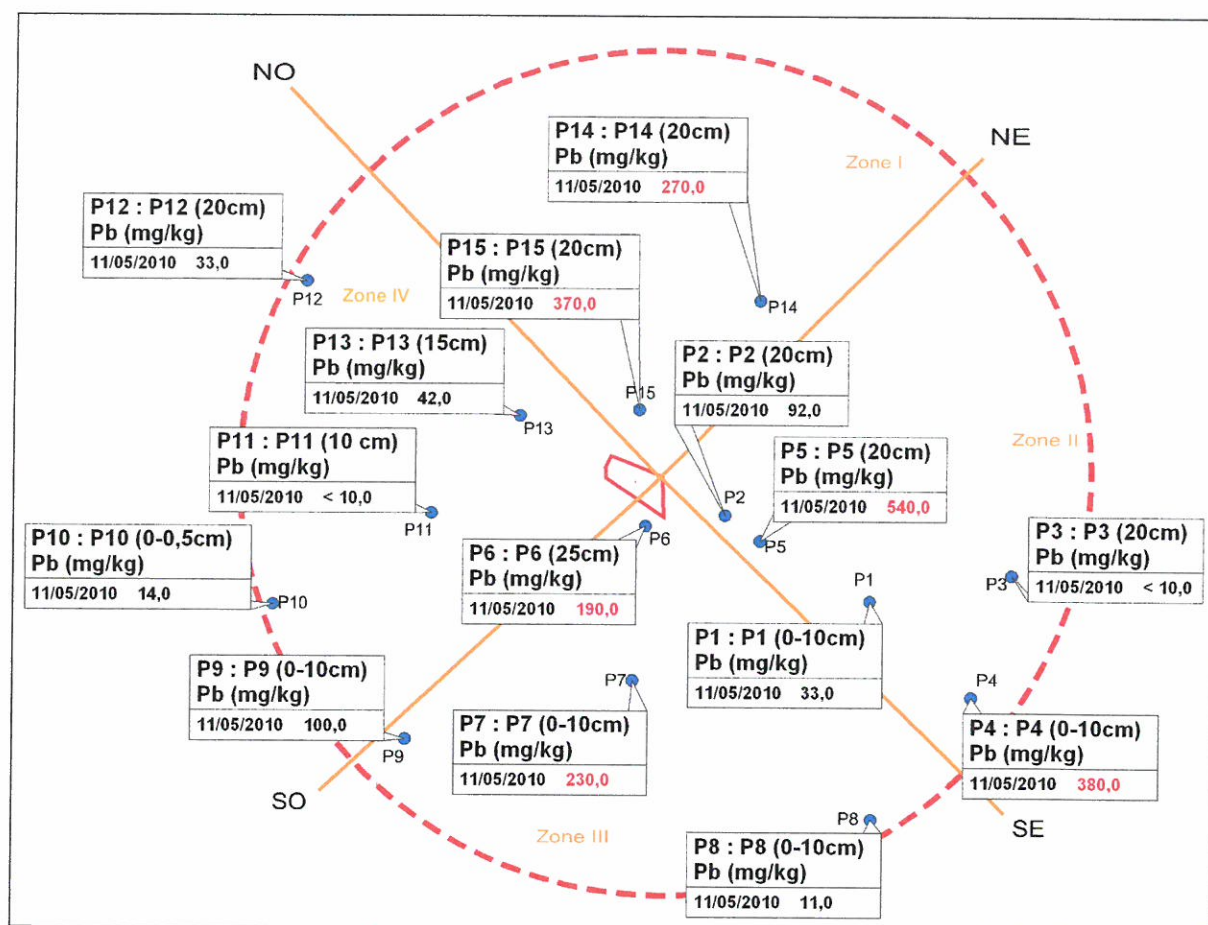 NO
NE
Zone I
P14 : P14 (20cm)
Pb (mg/kg)
11/05/2010 270,0
P14
P12 : P12 (20cm)
Pb (mg/kg)
11/05/2010 33,0
P12
Zone IV
P15 : P15 (20cm)
Pb (mg/kg)
11/05/2010 370,0
P15
P13 : P13 (15cm)
Pb (mg/kg)
11/05/2010 42,0
P13
P2 : P2 (20cm)
Pb (mg/kg)
11/05/2010 92,0
P2
Zone II
P11 : P11 (10 cm)
Pb (mg/kg)
11/05/2010 < 10,0
P11
P5 : P5 (20cm)
Pb (mg/kg)
11/05/2010 540,0
P5
P10 : P10 (0-0,5cm)
Pb (mg/kg)
11/05/2010 14,0
P10
P6 : P6 (25cm)
Pb (mg/kg)
11/05/2010 190,0
P6
P3 : P3 (20cm)
Pb (mg/kg)
11/05/2010 < 10,0
P3
P1
P1 : P1 (0-10cm)
Pb (mg/kg)
11/05/2010 33,0
P9 : P9 (0-10cm)
Pb (mg/kg)
11/05/2010 100,0
P9
P7
P7 : P7 (0-10cm)
Pb (mg/kg)
11/05/2010 230,0
P4
P4 : P4 (0-10cm)
Pb (mg/kg)
11/05/2010 380,0
SO
Zone III
P8
P8 : P8 (0-10cm)
Pb (mg/kg)
11/05/2010 11,0
SE